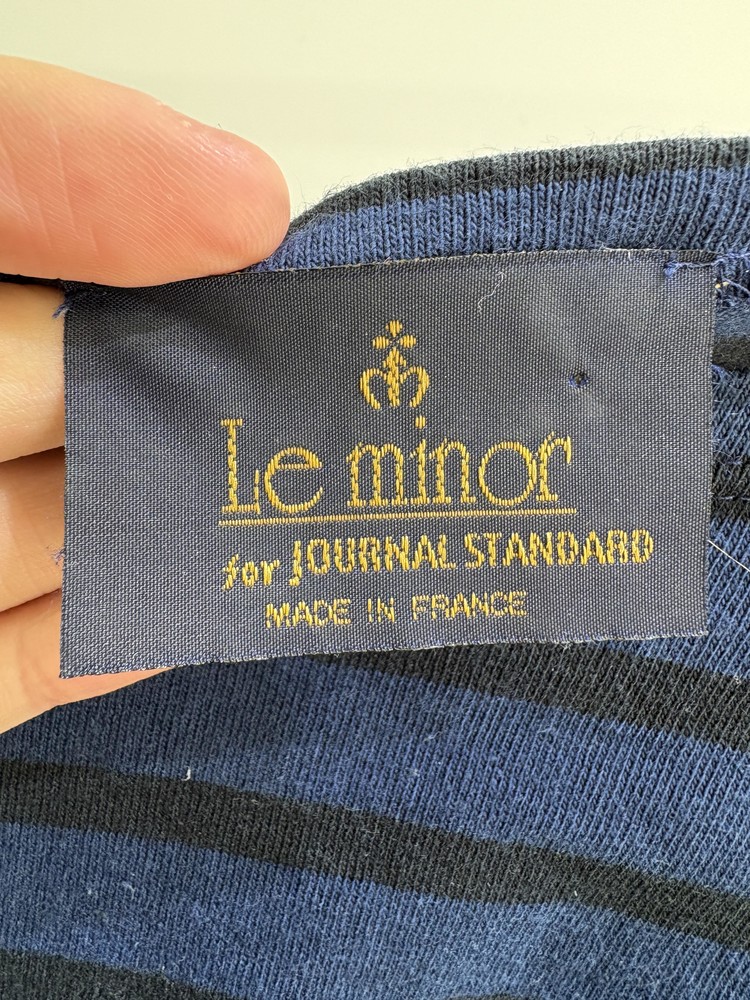 Le minor
for JOURNAL STANDARD
MADE IN FRANCE